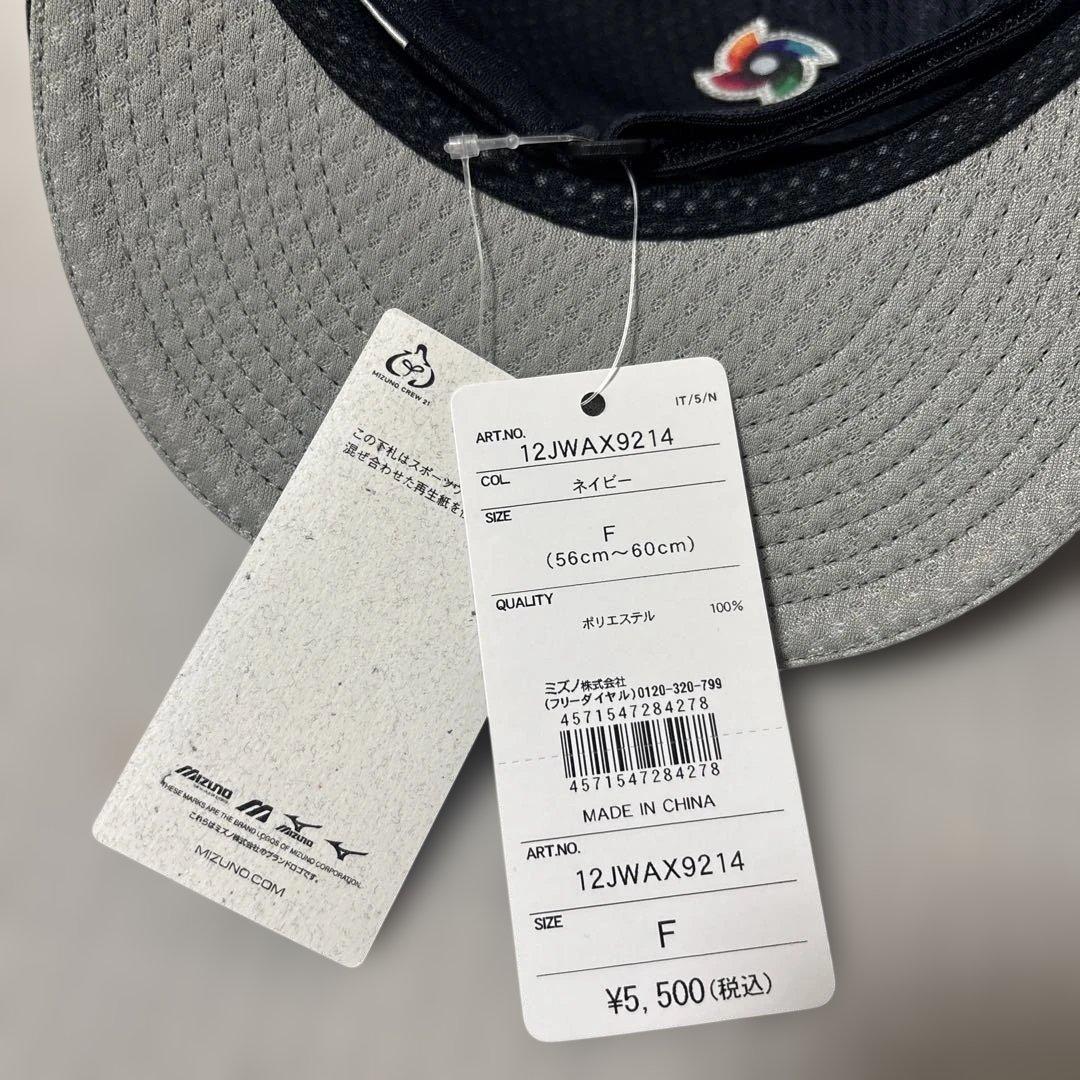 MIZUNO CREW 21
この下札はスポーツウ
混ぜ合わせた再生紙を
MIZUNO
MIZUNO
THESE MARKS ARE THE BRAND LOGOS OF MIZUNO CORPORATION.
これらはミズノ株式会社のブランドロゴです。
MIZUNO.COM
IT/5/N
ART.NO. 12JWAX9214
COL. ネイビー
SIZE
F
(56cm～60cm)
QUALITY
ポリエステル 100%
ミズノ株式会社
(フリーダイヤル)0120-320-799
4571547284278
4571547284278
MADE IN CHINA
ART.NO.
12JWAX9214
SIZE
F
¥5,500(税込)